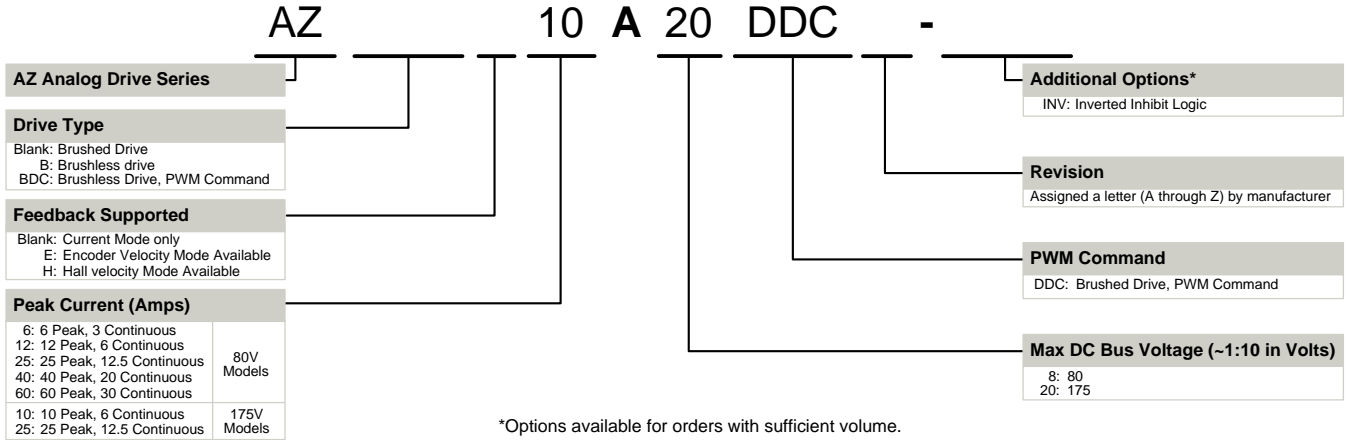 AZ 10 A 20 DDC -
AZ Analog Drive Series
Drive Type
Blank: Brushed Drive
B: Brushless drive
BDC: Brushless Drive, PWM Command
Feedback Supported
Blank: Current Mode only
E: Encoder Velocity Mode Available
H: Hall velocity Mode Available
Peak Current (Amps)
6: 6 Peak, 3 Continuous
12: 12 Peak, 6 Continuous
25: 25 Peak, 12.5 Continuous
40: 40 Peak, 20 Continuous
60: 60 Peak, 30 Continuous
80V
Models
10: 10 Peak, 6 Continuous
25: 25 Peak, 12.5 Continuous
175V
Models
Additional Options*
INV: Inverted Inhibit Logic
Revision
Assigned a letter (A through Z) by manufacturer
PWM Command
DDC: Brushed Drive, PWM Command
Max DC Bus Voltage (~1:10 in Volts)
8: 80
20: 175
*Options available for orders with sufficient volume.